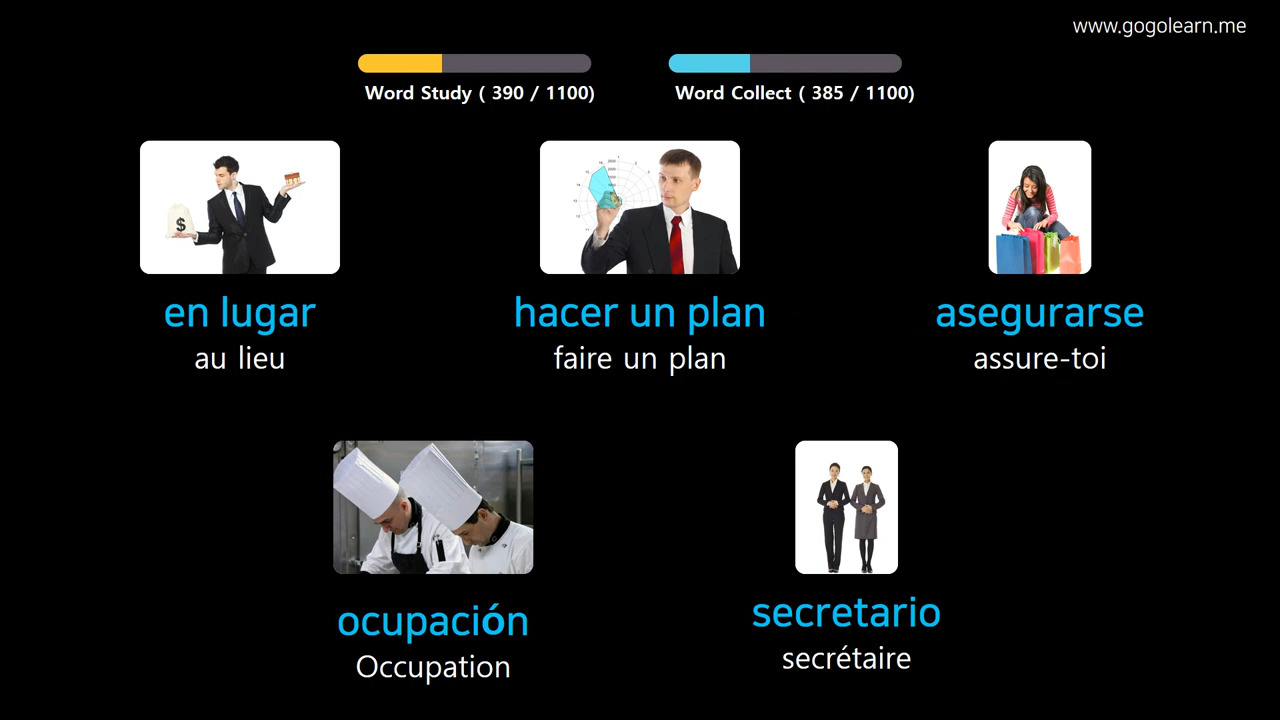 www.gogolearn.me
Word Study ( 390 / 1100)
Word Collect ( 385 / 1100)
$
en lugar
au lieu
hacer un plan
faire un plan
asegurarse
assure-toi
ocupación
Occupation
secretario
secrétaire